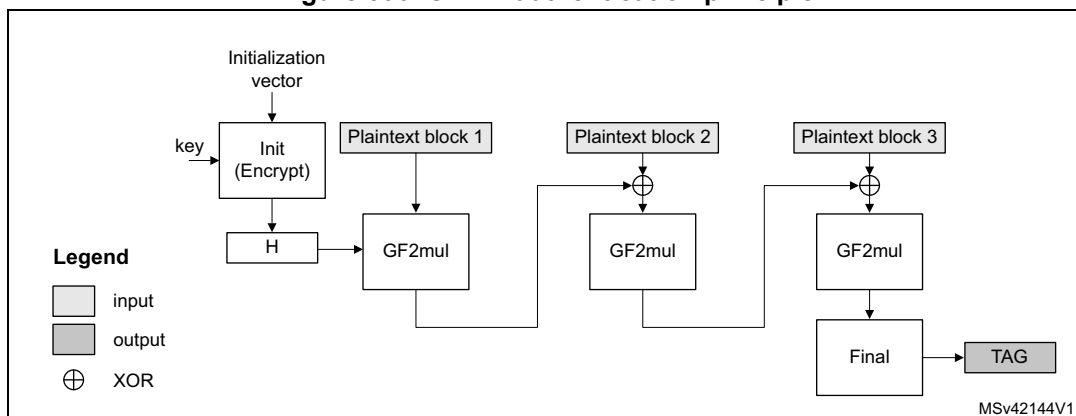 Initialization
vector
key
Init
(Encrypt)
Plaintext block 1
Plaintext block 2
Plaintext block 3
H
GF2mul
GF2mul
GF2mul
Legend
input
output
XOR
Final
TAG
MSv42144V1